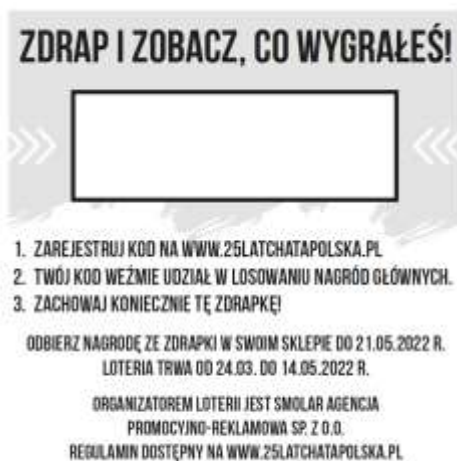 ZDRAP I ZOBACZ, CO WYGRAŁEŚ!
1. ZAREJESTRUJ KOD NA WWW.25LATCHATAPOLSKA.PL
2. TWÓJ KOD WEŹMIE UDZIAŁ W LOSOWANIU NAGRÓD GŁÓWNYCH.
3. ZACHOWAJ KONIECZNIE TĘ ZDRAPKĘ!
ODBIERZ NAGRODĘ ZE ZDRAPKI W SWOIM SKLEPIE DO 21.05.2022 R.
LOTERIA TRWA OD 24.03. DO 14.05.2022 R.
ORGANIZATOREM LOTERII JEST SMOLAR AGENCJA
PROMOCYJNO-REKLAMOWA SP. Z O.O.
REGULAMIN DOSTĘPNY NA WWW.25LATCHATAPOLSKA.PL